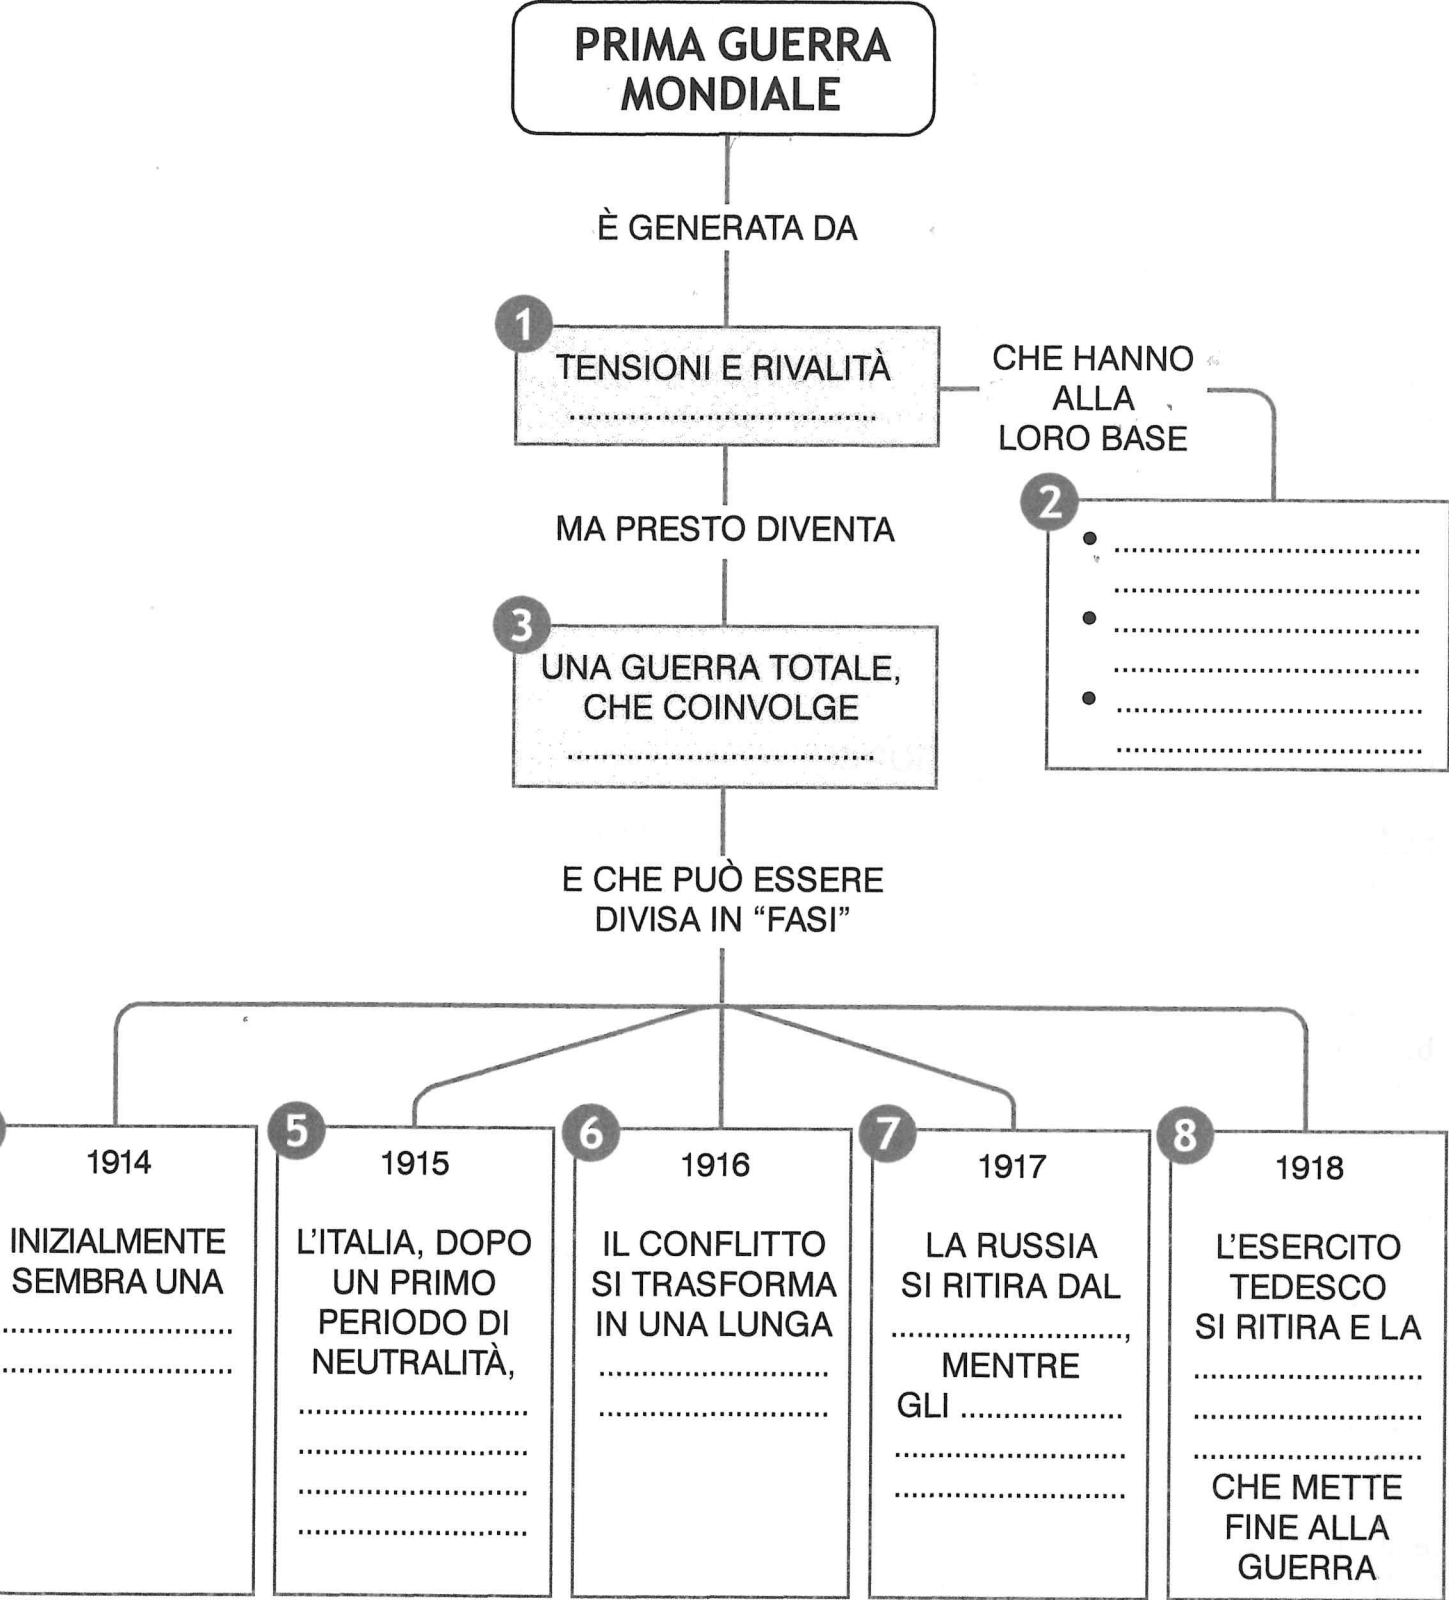 PRIMA GUERRA
MONDIALE
È GENERATA DA
1
TENSIONI E RIVALITÀ
................................
CHE HANNO
ALLA
LORO BASE
2
• ................................
................................
• ................................
................................
• ................................
................................
MA PRESTO DIVENTA
3
UNA GUERRA TOTALE,
CHE COINVOLGE
................................
E CHE PUÒ ESSERE
DIVISA IN “FASI”
1914
INIZIALMENTE
SEMBRA UNA
........................
........................
5
1915
L’ITALIA, DOPO
UN PRIMO
PERIODO DI
NEUTRALITÀ,
........................
........................
........................
........................
6
1916
IL CONFLITTO
SI TRASFORMA
IN UNA LUNGA
........................
........................
7
1917
LA RUSSIA
SI RITIRA DAL
........................,
MENTRE
GLI .................
........................
........................
8
1918
L’ESERCITO
TEDESCO
SI RITIRA E LA
........................
........................
........................
CHE METTE
FINE ALLA
GUERRA